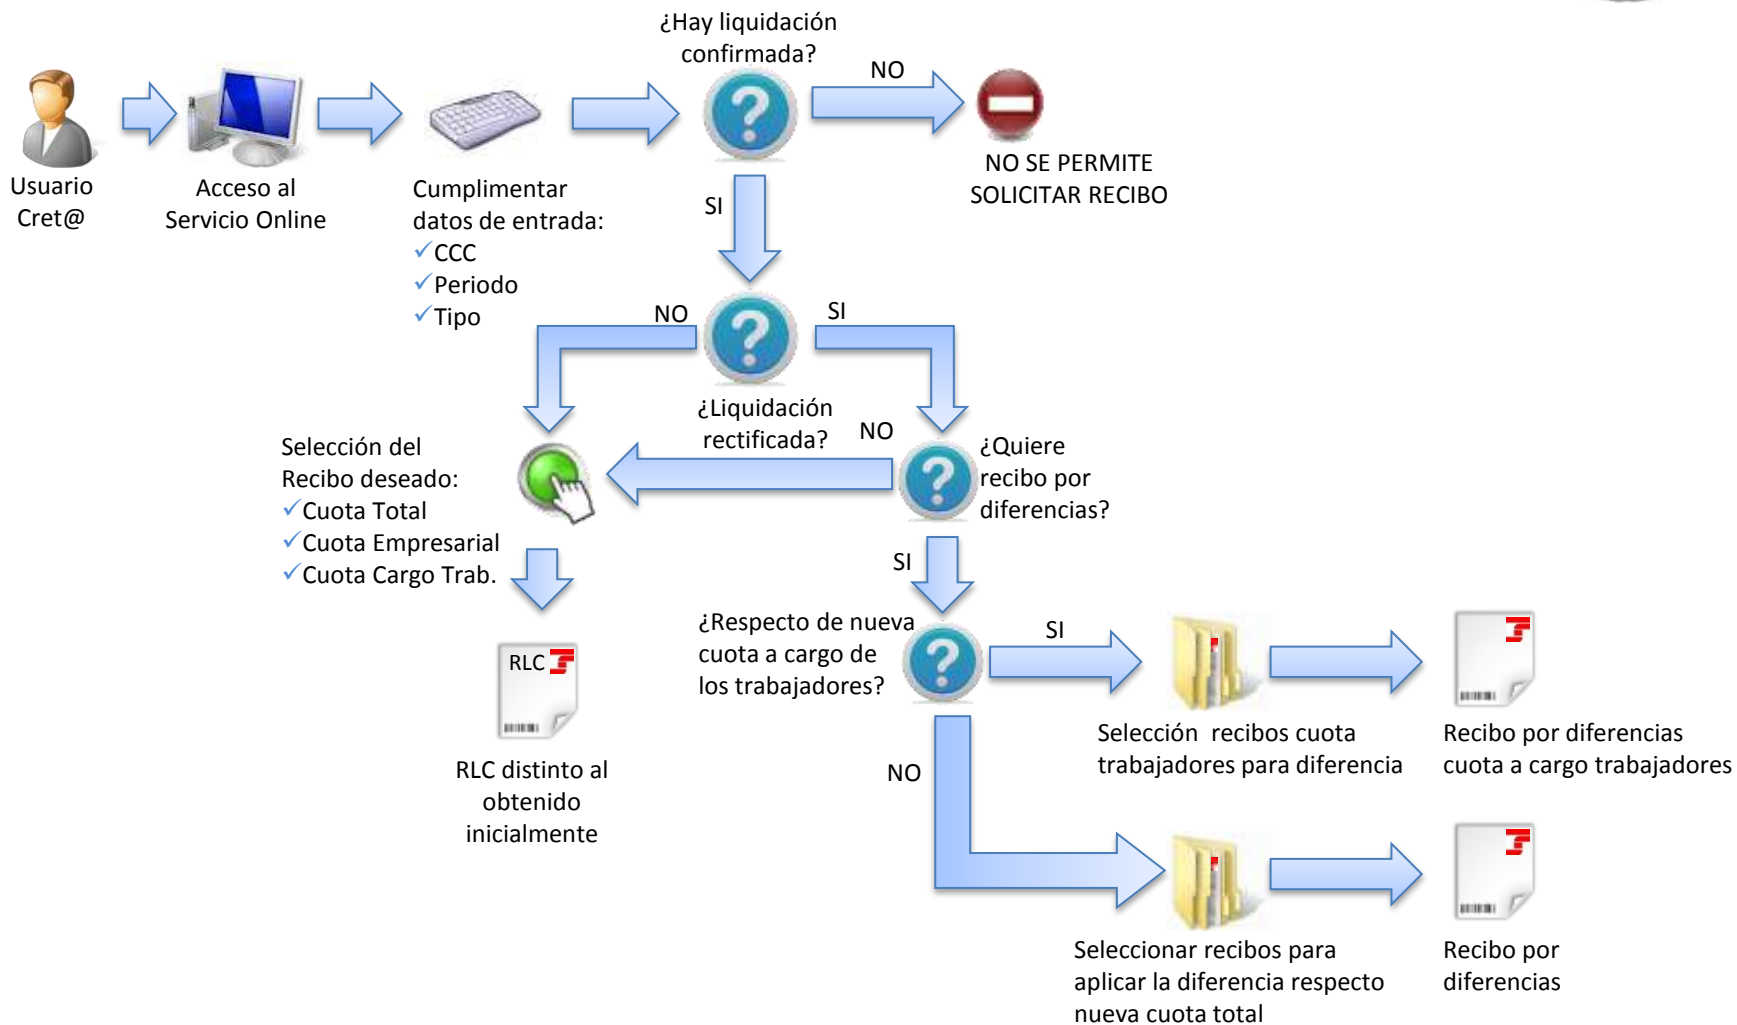 ¿Hay liquidación
confirmada?
NO
NO SE PERMITE
SOLICITAR RECIBO
Usuario
Cret@
Acceso al
Servicio Online
Cumplimentar
datos de entrada:
CCC
Periodo
Tipo
SI
NO
SI
¿Liquidación
rectificada?
NO
¿Quiere
recibo por
diferencias?
Selección del
Recibo deseado:
Cuota Total
Cuota Empresarial
Cuota Cargo Trab.
SI
RLC
RLC distinto al
obtenido
inicialmente
¿Respecto de nueva
cuota a cargo de
los trabajadores?
SI
Selección recibos cuota
trabajadores para diferencia
Recibo por diferencias
cuota a cargo trabajadores
NO
Seleccionar recibos para
aplicar la diferencia respecto
nueva cuota total
Recibo por
diferencias